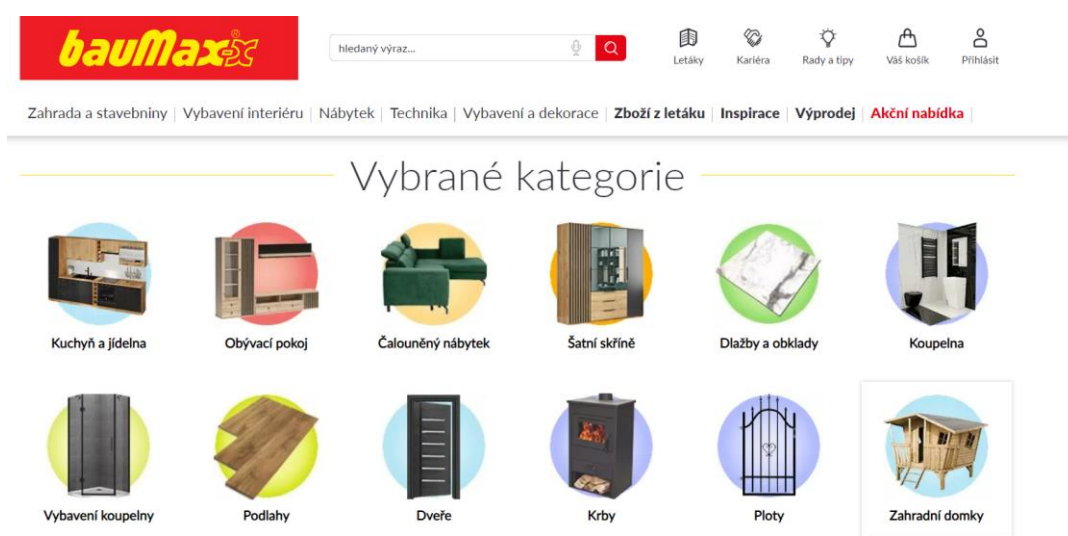 bauMax-x
hledaný výraz...
Letáky
Kariéra
Rady a tipy
Váš košík
Přihlásit
Zahrada a stavebniny | Vybavení interiéru | Nábytek | Technika | Vybavení a dekorace | Zboží z letáku | Inspirace | Výprodej | Akční nabídka |
Vybrané kategorie
Kuchyň a jídelna
Obývací pokoj
Čalouněný nábytek
Šatní skříně
Dlažby a obklady
Koupelna
Vybavení koupelny
Podlahy
Dveře
Krby
Ploty
Zahradní domky